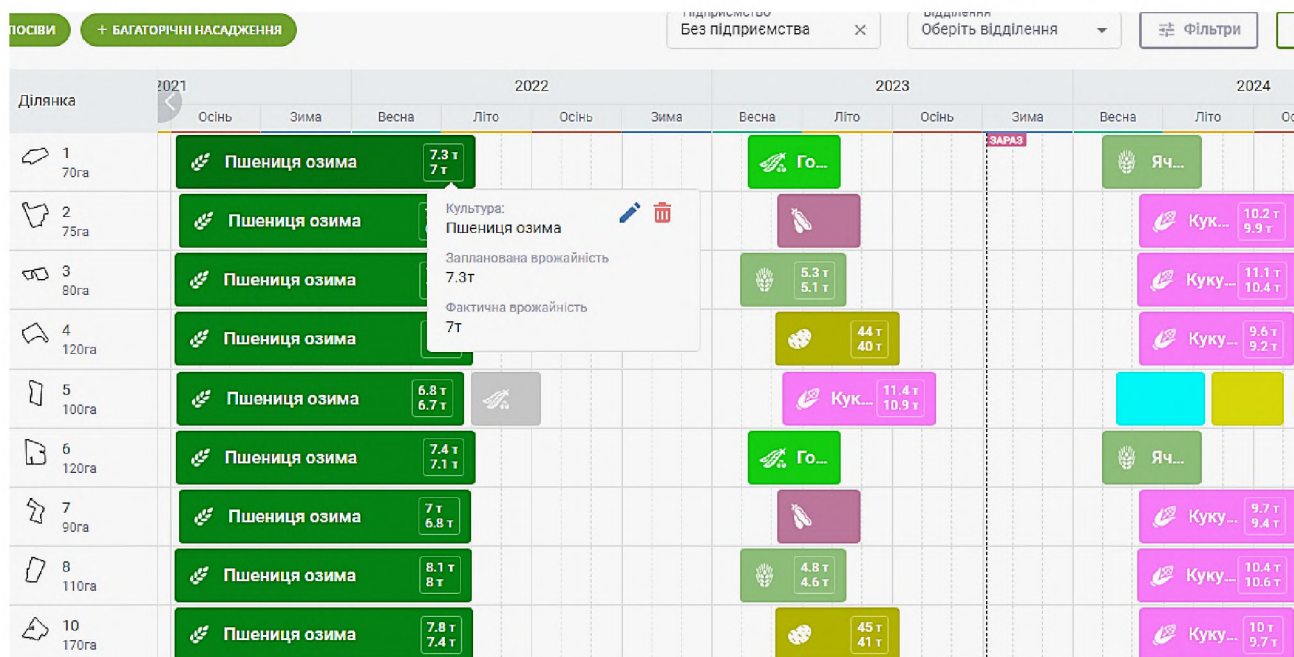 ПОСІВИ
+ БАГАТОРІЧНІ НАСАДЖЕННЯ
Підприємство
Без підприємства
Відділення
Оберіть відділення
Фільтри
Ділянка
2021
2022
2023
2024
Осінь Зима Весна Літо Осінь Зима Весна Літо Осінь Зима Весна Літо Ос
ЗАРАЗ
1
70га
Пшениця озима 7.3 т
7 т
Го...
Яч...
2
75га
Пшениця озима
Кук... 10.2 т
9.9 т
Культура:
Пшениця озима
Запланована врожайність
7.3т
Фактична врожайність
7т
3
80га
Пшениця озима
5.3 т
5.1 т
Куку... 11.1 т
10.4 т
4
120га
Пшениця озима
44 т
40 т
Куку... 9.6 т
9.2 т
5
100га
Пшениця озима 6.8 т
6.7 т
Кук... 11.4 т
10.9 т
6
120га
Пшениця озима 7.4 т
7.1 т
Го...
Яч...
7
90га
Пшениця озима 7 т
6.8 т
Куку... 9.7 т
9.4 т
8
110га
Пшениця озима 8.1 т
8 т
4.8 т
4.6 т
Куку... 10.4 т
10.6 т
10
170га
Пшениця озима 7.8 т
7.4 т
45 т
41 т
Куку... 10 т
9.7 т